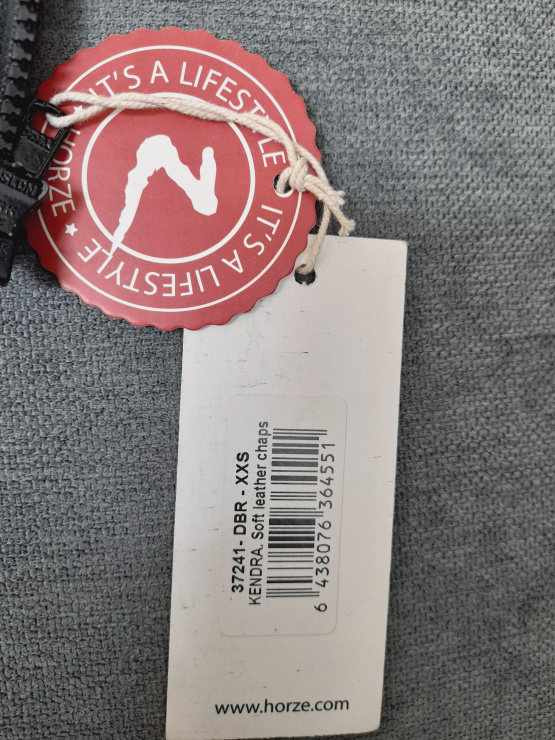 IT'S A LIFESTYLE
IT'S A LIFESTYLE
★ HORZE
37241- DBR - XXS
KENDRA. Soft leather chaps
6 438076 364551
www.horze.com